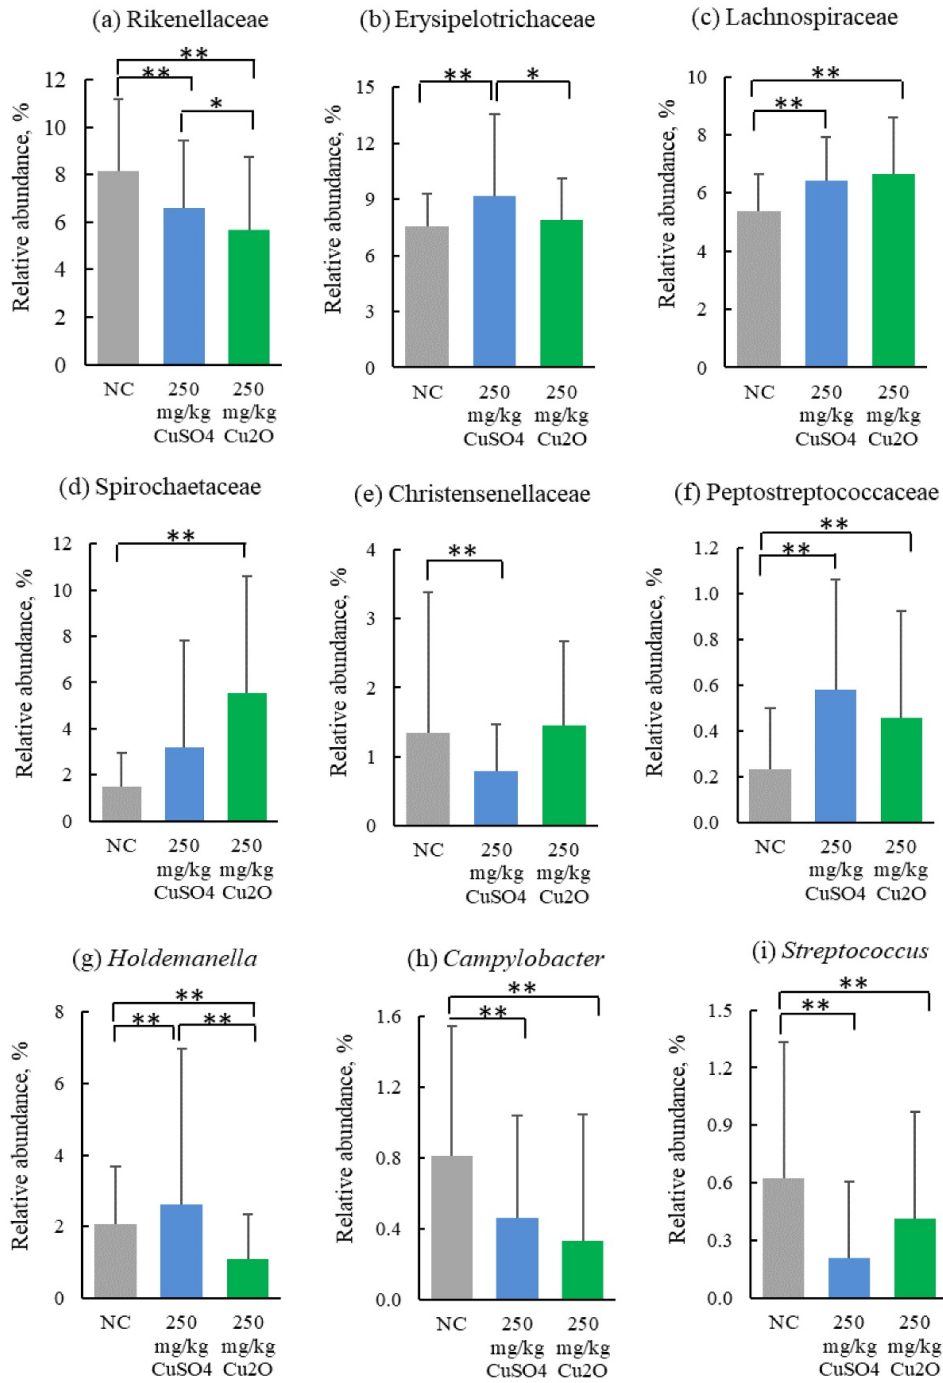 (a) Rikenellaceae
(b) Erysipelotrichaceae
(c) Lachnospiraceae
Relative abundance, %
12
10
8
6
4
2
0
**
**
*
NC
250
mg/kg
CuSO4
250
mg/kg
Cu2O
Relative abundance, %
15
12
9
6
3
0
**
*
NC
250
mg/kg
CuSO4
250
mg/kg
Cu2O
Relative abundance, %
10
8
6
4
2
0
**
**
NC
250
mg/kg
CuSO4
250
mg/kg
Cu2O
(d) Spirochaetaceae
(e) Christensenellaceae
(f) Peptostreptococcaceae
Relative abundance, %
12
10
8
6
4
2
0
**
NC
250
mg/kg
CuSO4
250
mg/kg
Cu2O
Relative abundance, %
4
3
2
1
0
**
NC
250
mg/kg
CuSO4
250
mg/kg
Cu2O
Relative abundance, %
1.2
1.0
0.8
0.6
0.4
0.2
0.0
**
**
NC
250
mg/kg
CuSO4
250
mg/kg
Cu2O
(g) Holdemanella
(h) Campylobacter
(i) Streptococcus
Relative abundance, %
8
6
4
2
0
**
**
**
NC
250
mg/kg
CuSO4
250
mg/kg
Cu2O
Relative abundance, %
1.6
1.2
0.8
0.4
0.0
**
**
NC
250
mg/kg
CuSO4
250
mg/kg
Cu2O
Relative abundance, %
1.5
1.2
0.9
0.6
0.3
0.0
**
**
NC
250
mg/kg
CuSO4
250
mg/kg
Cu2O